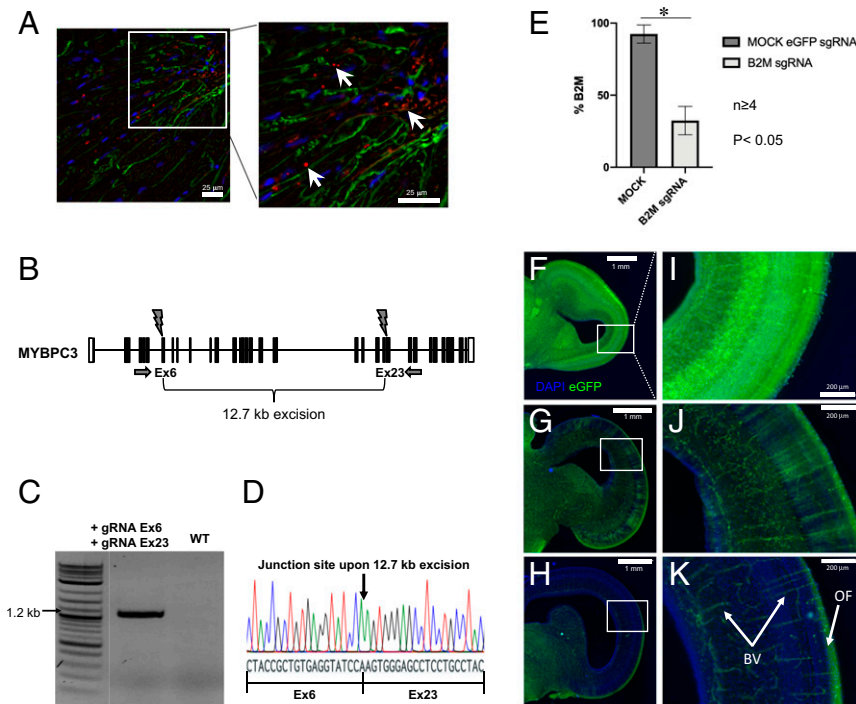 A
25 μm
25 μm
B
MYBPC3
Ex6
Ex23
12.7 kb excision
C
+ gRNA Ex6
+ gRNA Ex23
WT
1.2 kb
D
Junction site upon 12.7 kb excision
CTACCGCTGTGAGGTATCCAAGTGGGAGCCTCCTGCCTAC
Ex6
Ex23
E
*
100
50
0
% B2M
MOCK
B2M sgRNA
MOCK eGFP sgRNA
B2M sgRNA
n≥4
P< 0.05
F
1 mm
DAPI eGFP
I
200 μm
G
1 mm
J
200 μm
H
1 mm
K
200 μm
OF
BV